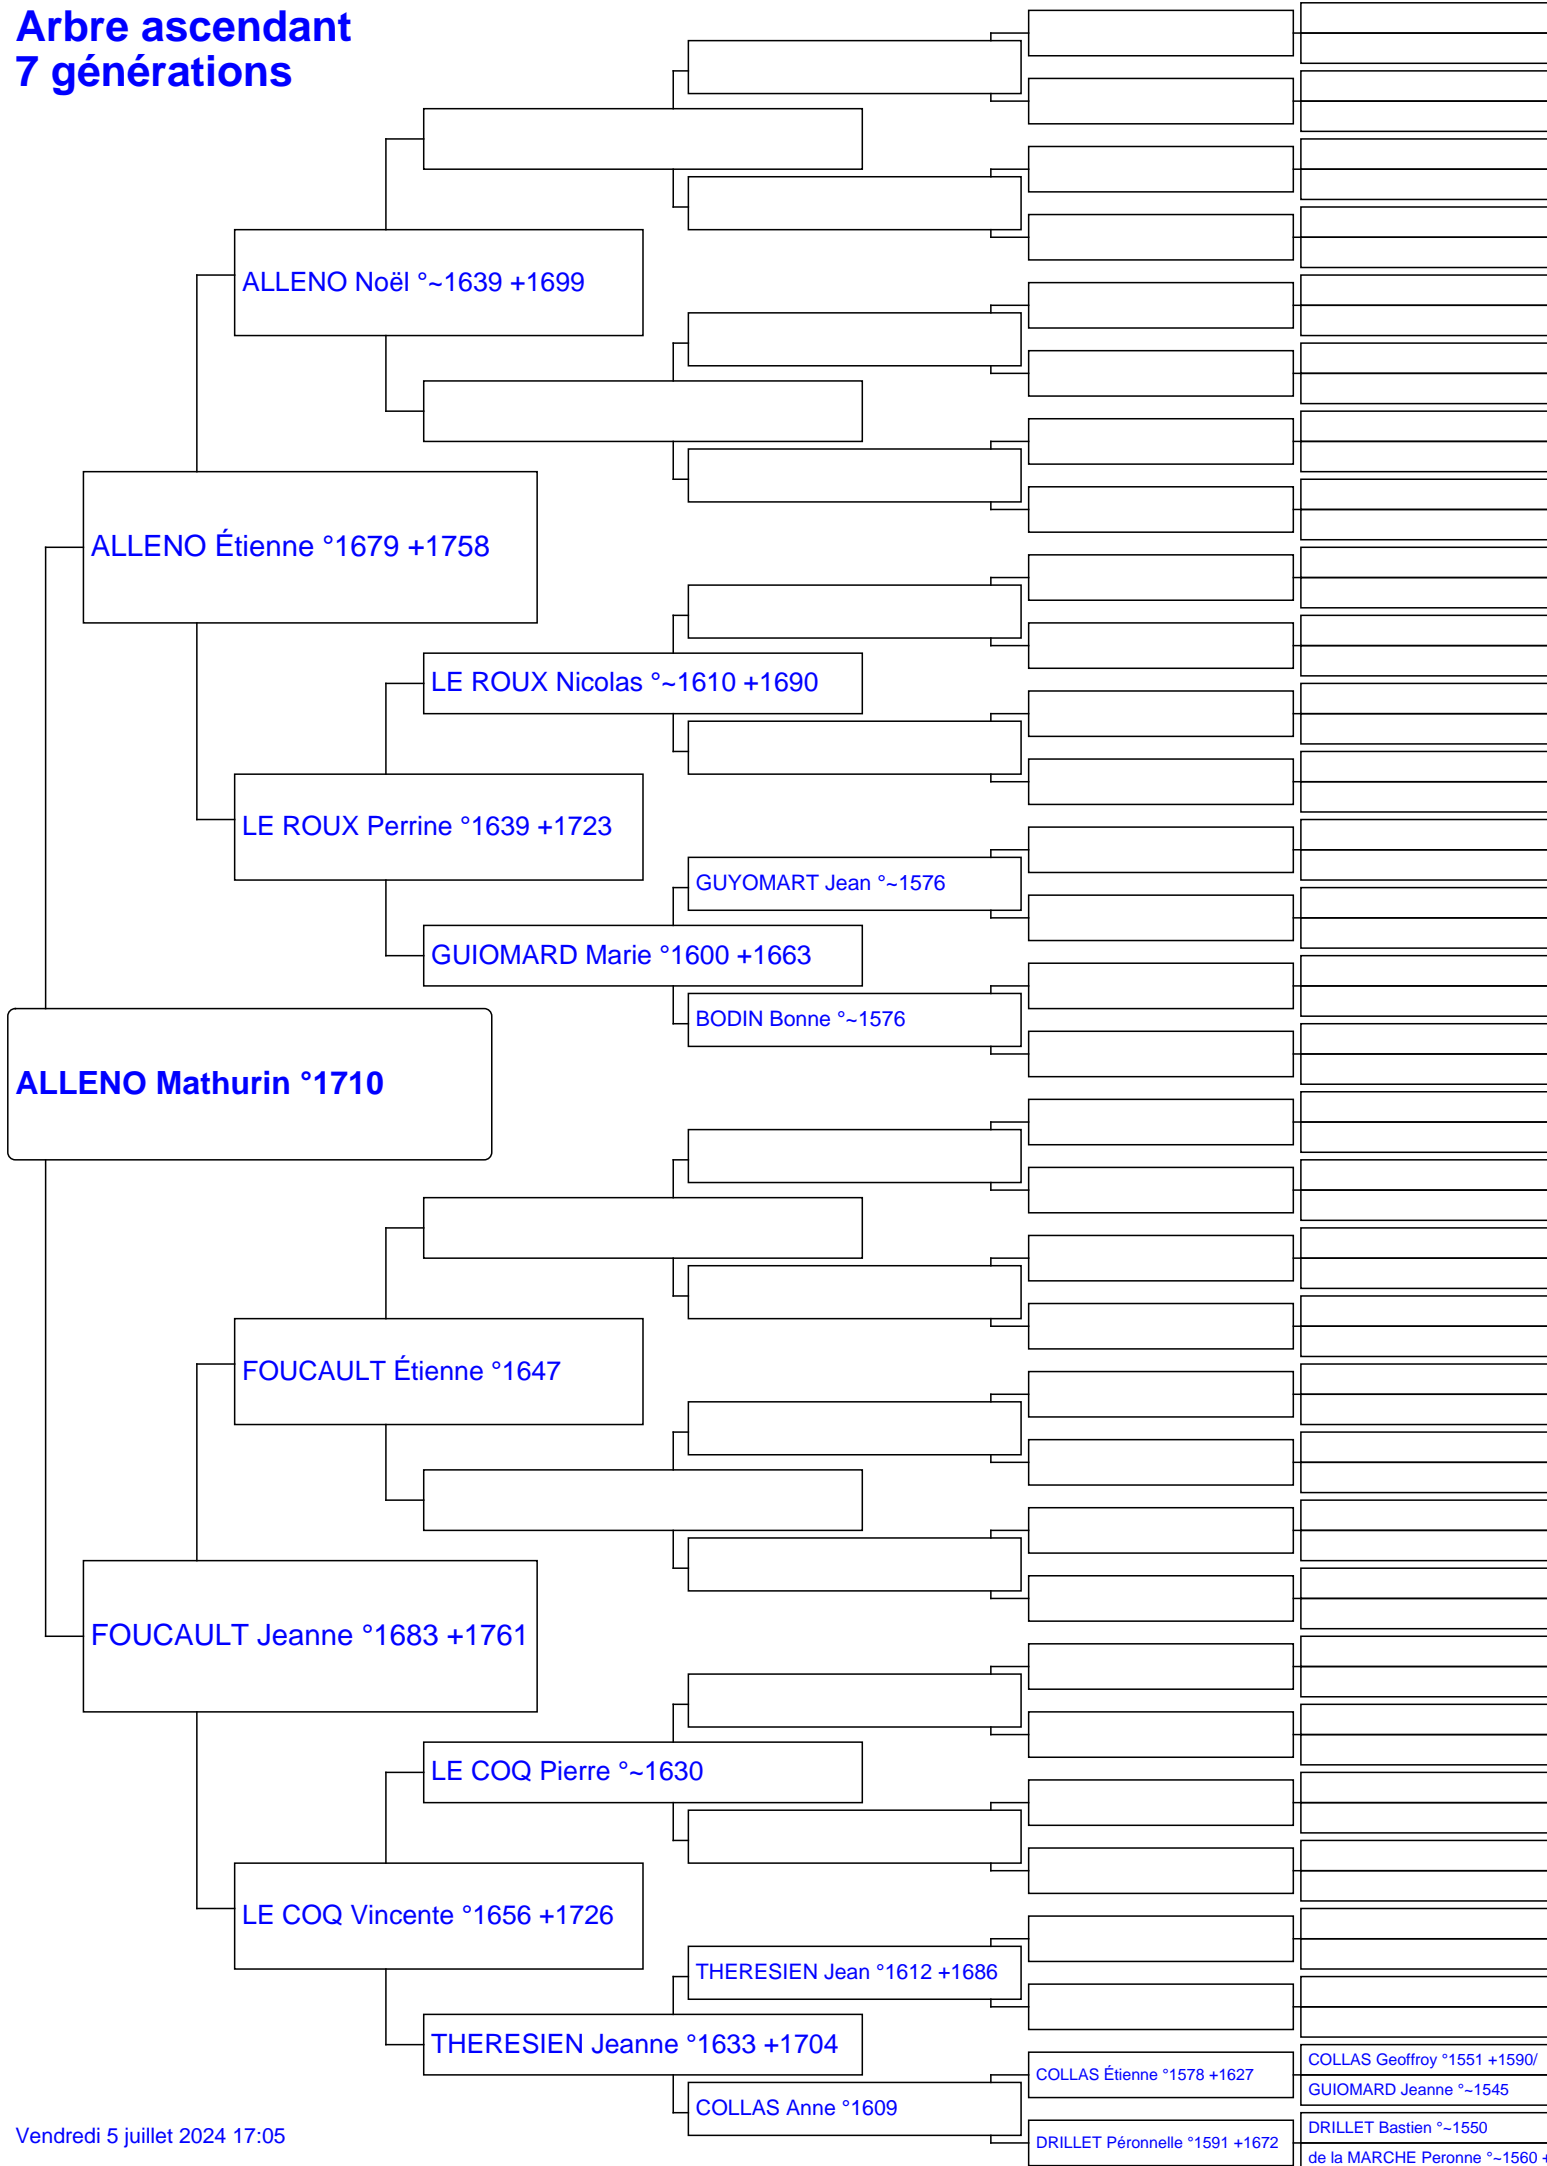 Arbre ascendant
7 générations
ALLENO Noël °~1639 +1699
ALLENO Étienne °1679 +1758
LE ROUX Nicolas °~1610 +1690
LE ROUX Perrine °1639 +1723
GUYOMART Jean °~1576
GUIOMARD Marie °1600 +1663
BODIN Bonne °~1576
ALLENO Mathurin °1710
FOUCAULT Étienne °1647
FOUCAULT Jeanne °1683 +1761
LE COQ Pierre °~1630
LE COQ Vincente °1656 +1726
THERESIEN Jean °1612 +1686
THERESIEN Jeanne °1633 +1704
COLLAS Geoffroy °1551 +1590/
COLLAS Étienne °1578 +1627
GUIOMARD Jeanne °~1545
COLLAS Anne °1609
DRILLET Bastien °~1550
DRILLET Péronnelle °1591 +1672
de la MARCHE Peronne °~1560 +
Vendredi 5 juillet 2024 17:05